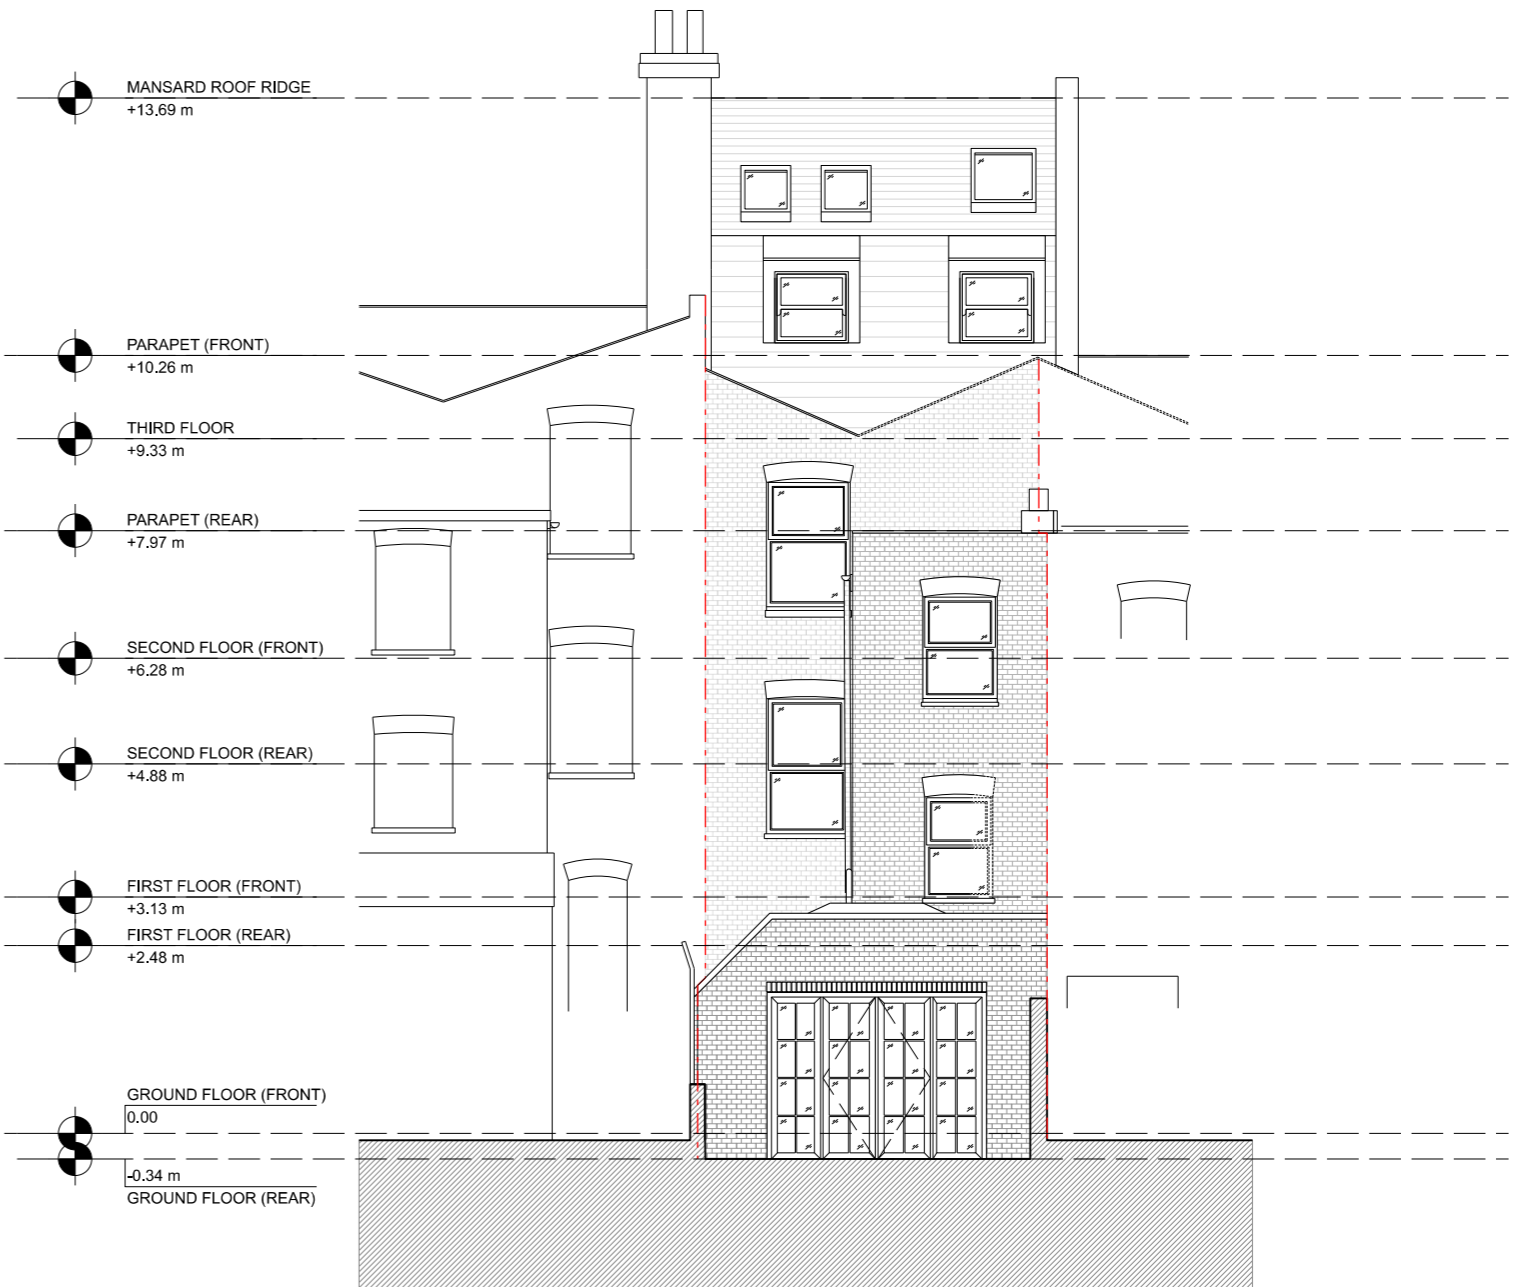 MANSARD ROOF RIDGE
+13.69 m
PARAPET (FRONT)
+10.26 m
THIRD FLOOR
+9.33 m
PARAPET (REAR)
+7.97 m
SECOND FLOOR (FRONT)
+6.28 m
SECOND FLOOR (REAR)
+4.88 m
FIRST FLOOR (FRONT)
+3.13 m
FIRST FLOOR (REAR)
+2.48 m
GROUND FLOOR (FRONT)
0.00
-0.34 m
GROUND FLOOR (REAR)